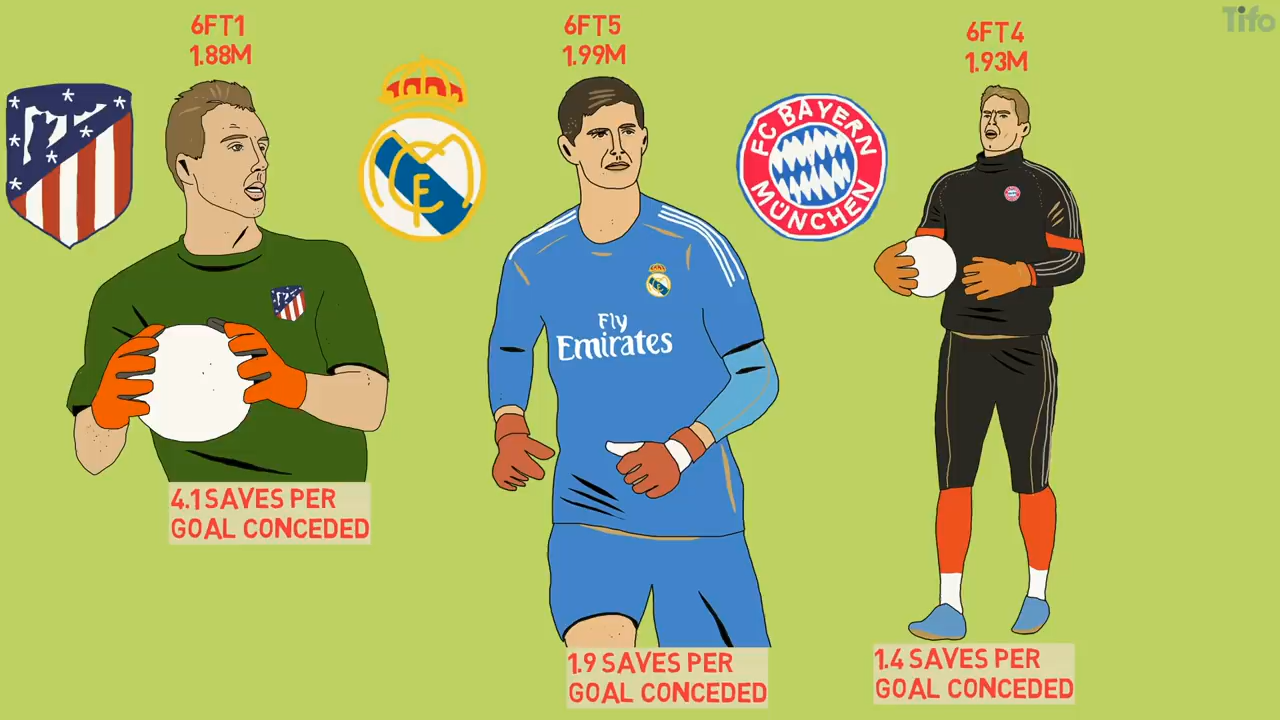 6FT1
1.88M
6FT5
1.99M
6FT4
1.93M
Tifo
FC BAYERN
MÜNCHEN
Fly
Emirates
4.1 SAVES PER
GOAL CONCEDED
1.9 SAVES PER
GOAL CONCEDED
1.4 SAVES PER
GOAL CONCEDED